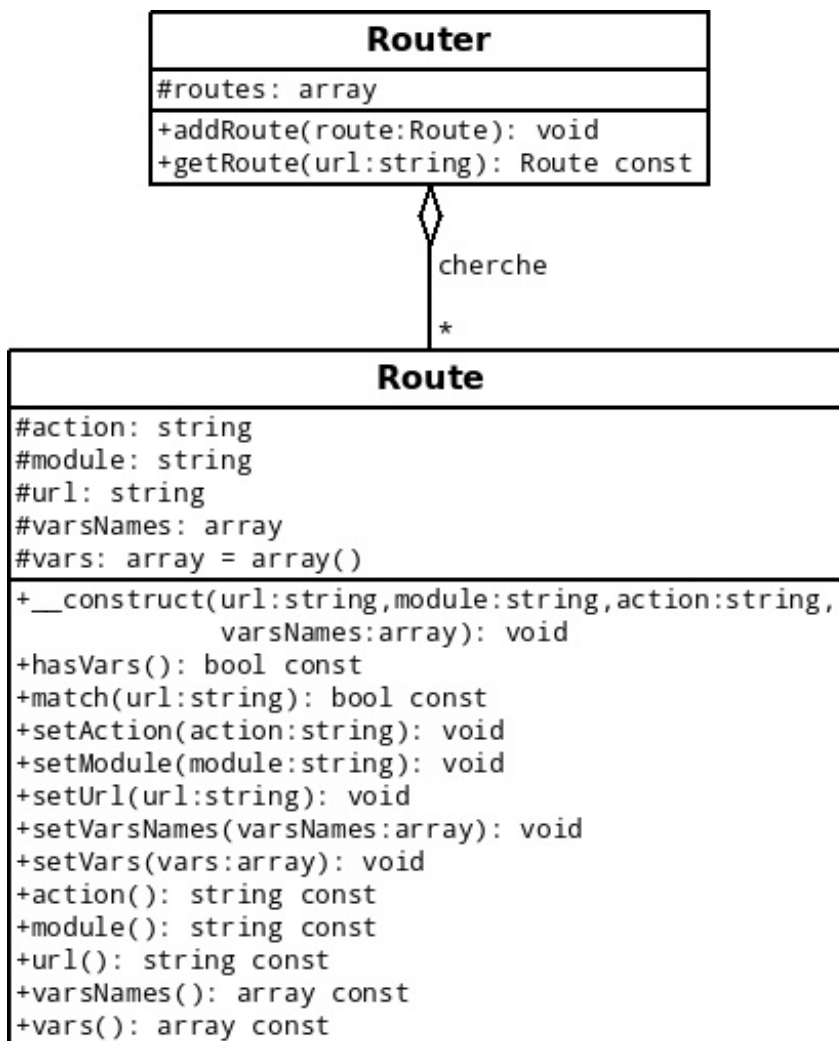 Router
#routes: array
+addRoute(route:Route): void
+getRoute(url:string): Route const
cherche
*
Route
#action: string
#module: string
#url: string
#varsNames: array
#vars: array = array()
+__construct(url:string,module:string,action:string,
varsNames:array): void
+hasVars(): bool const
+match(url:string): bool const
+setAction(action:string): void
+setModule(module:string): void
+setUrl(url:string): void
+setVarsNames(varsNames:array): void
+setVars(vars:array): void
+action(): string const
+module(): string const
+url(): string const
+varsNames(): array const
+vars(): array const